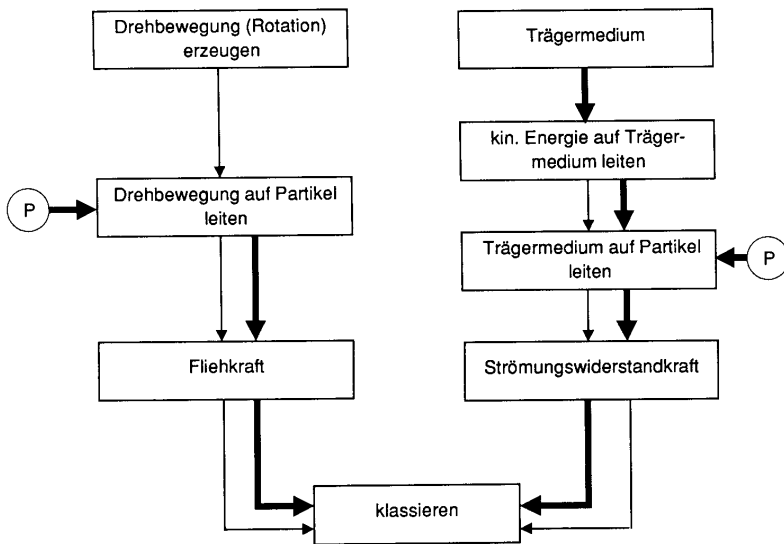 Drehbewegung (Rotation)
erzeugen
Trägermedium
kin. Energie auf Träger-
medium leiten
P
Drehbewegung auf Partikel
leiten
Trägermedium auf Partikel
leiten
P
Fliehkraft
Strömungswiderstandkraft
klassieren